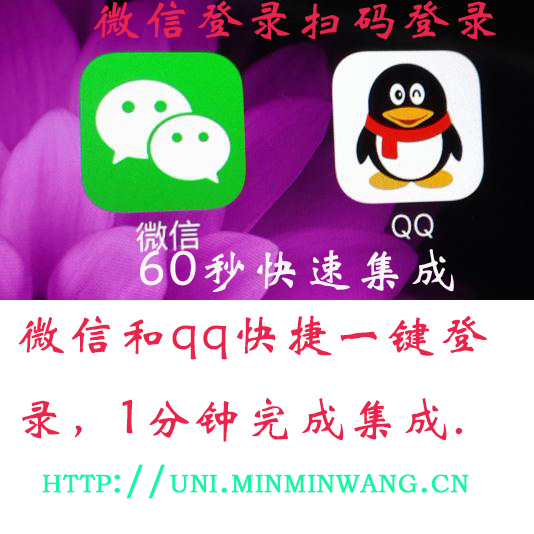 微信登录扫码登录
微信
QQ
60秒快速集成
微信和qq快捷一键登
录，1分钟完成集成.
HTTP://UNI.MINMINWANG.CN